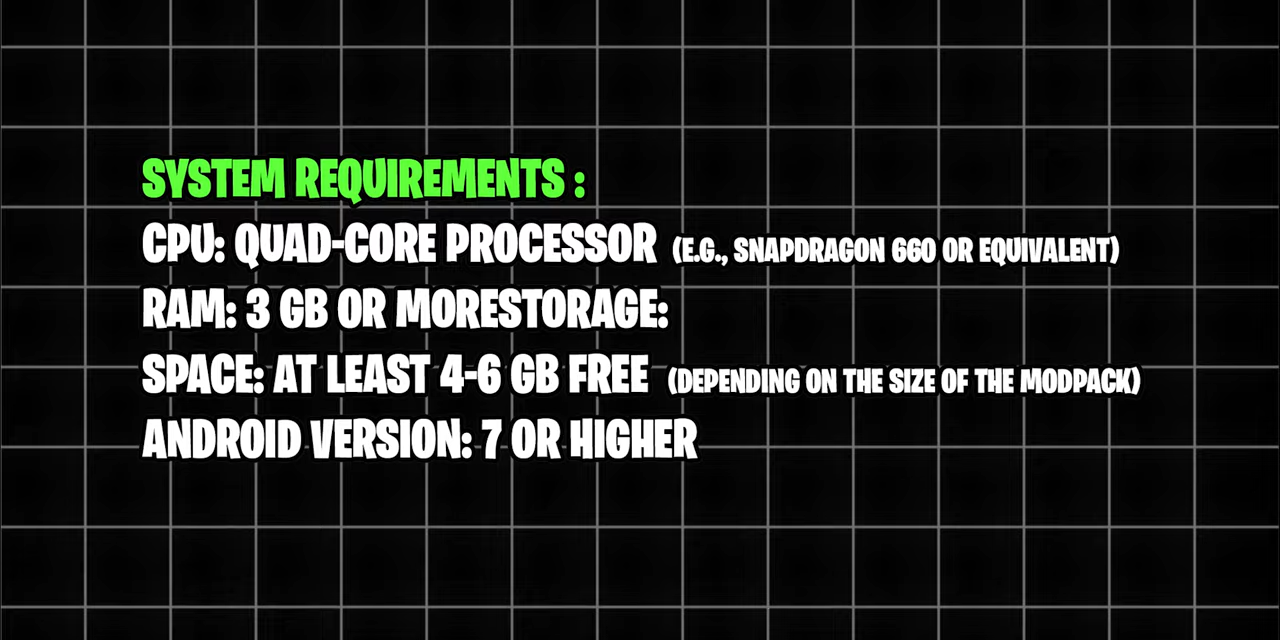 SYSTEM REQUIREMENTS :
CPU: QUAD-CORE PROCESSOR (E.G., SNAPDRAGON 660 OR EQUIVALENT)
RAM: 3 GB OR MORESTORAGE:
SPACE: AT LEAST 4-6 GB FREE (DEPENDING ON THE SIZE OF THE MODPACK)
ANDROID VERSION: 7 OR HIGHER